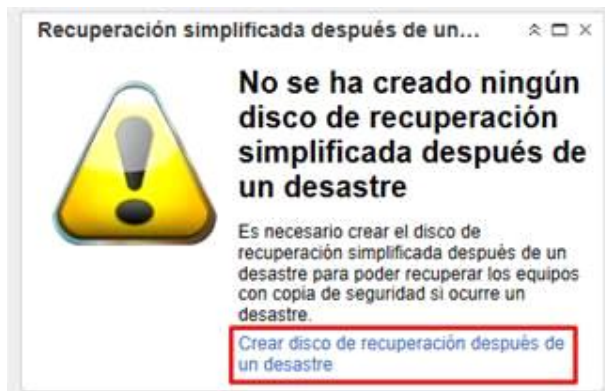 Recuperación simplificada después de un...
No se ha creado ningún
disco de recuperación
simplificada después de
un desastre
Es necesario crear el disco de
recuperación simplificada después de un
desastre para poder recuperar los equipos
con copia de seguridad si ocurre un
desastre.
Crear disco de recuperación después de
un desastre